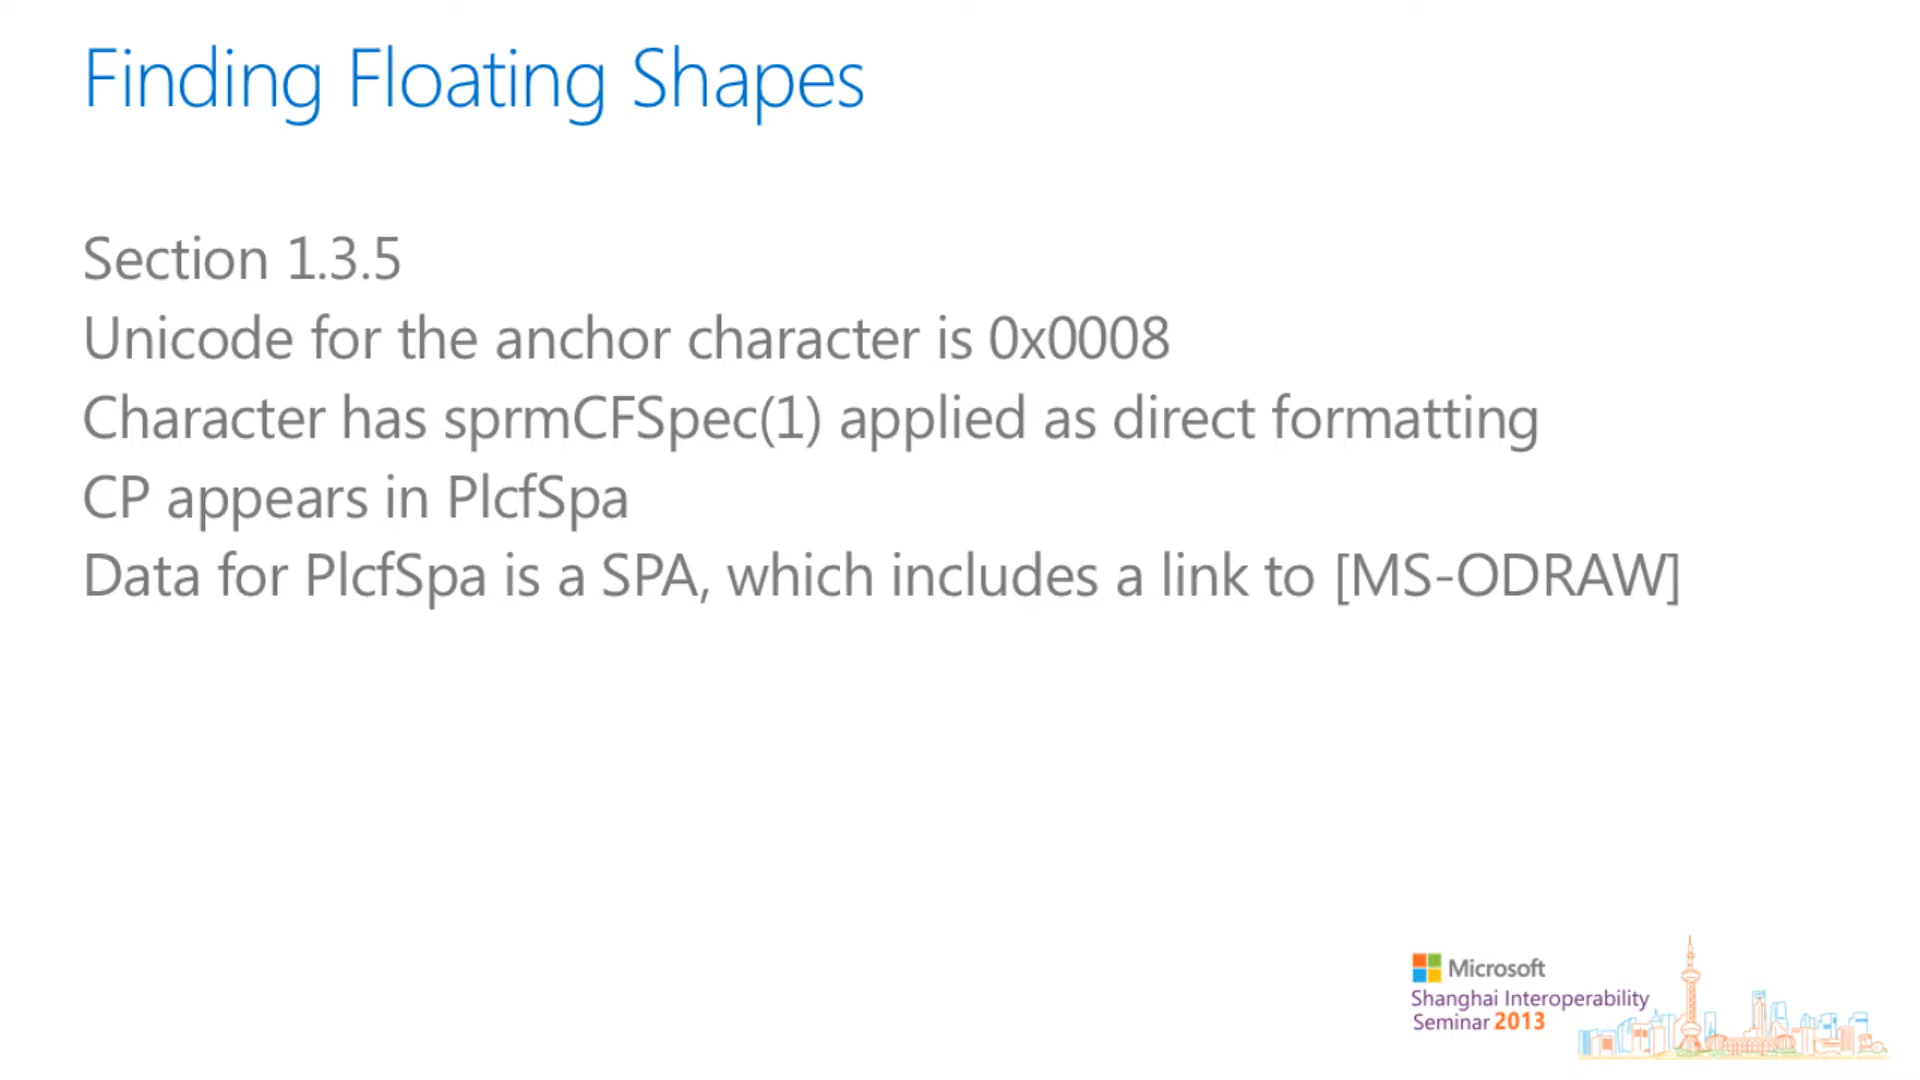 Finding Floating Shapes
Section 1.3.5
Unicode for the anchor character is 0x0008
Character has sprmCFSpec(1) applied as direct formatting
CP appears in PlcfSpa
Data for PlcfSpa is a SPA, which includes a link to [MS-ODRAW]
Microsoft
Shanghai Interoperability
Seminar 2013